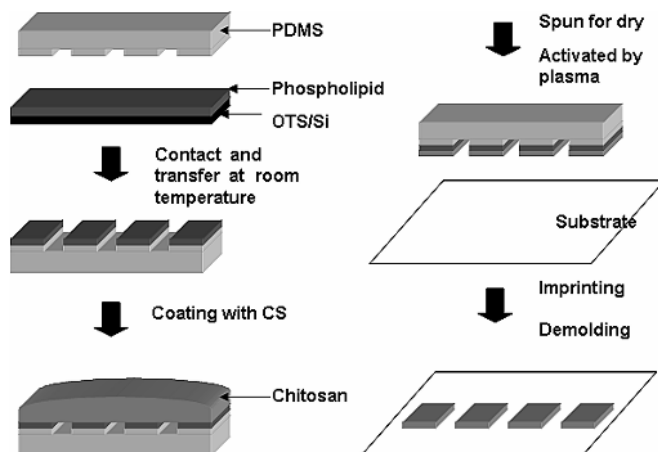 PDMS
Phospholipid
OTS/Si
Contact and
transfer at room
temperature
Coating with CS
Chitosan
Spun for dry
Activated by
plasma
Substrate
Imprinting
Demolding